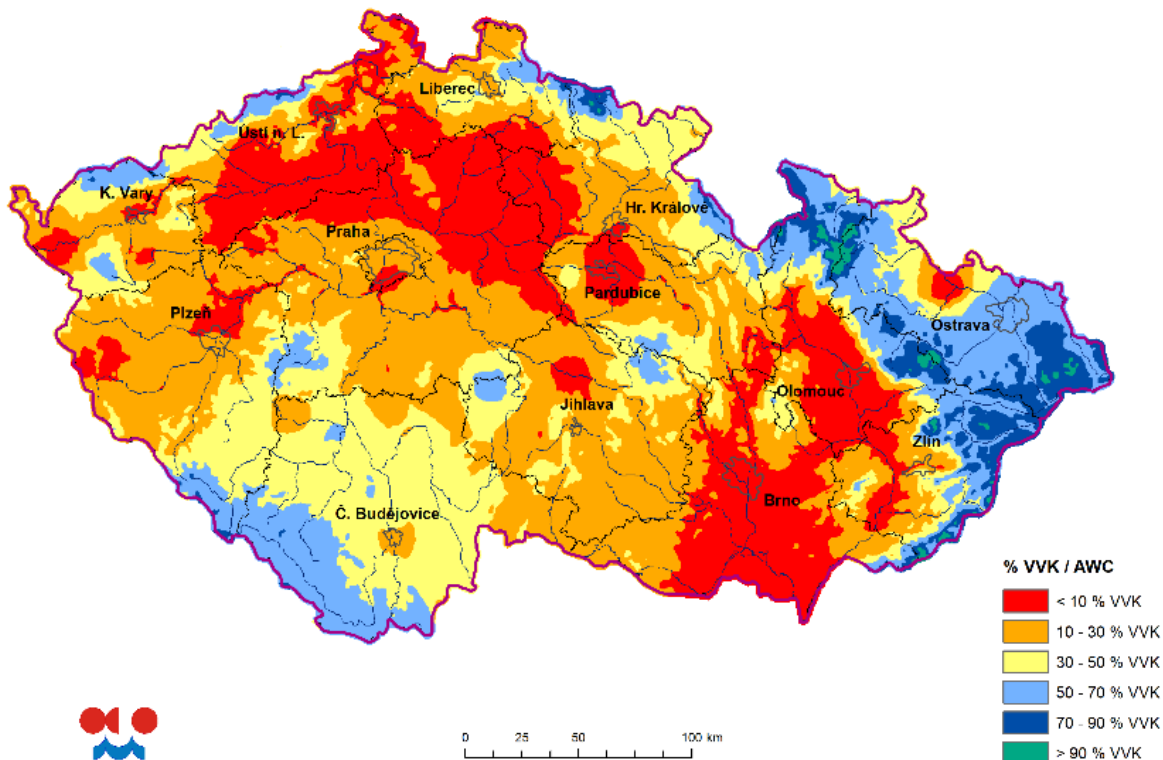 Liberec
Ústí n. L.
K. Vary
Hr. Králové
Praha
Pardubice
Plzeň
Ostrava
Olomouc
Jihlava
Zlín
Brno
Č. Budějovice
% VVK / AWC
< 10 % VVK
10 - 30 % VVK
30 - 50 % VVK
50 - 70 % VVK
70 - 90 % VVK
> 90 % VVK
0 25 50 100 km